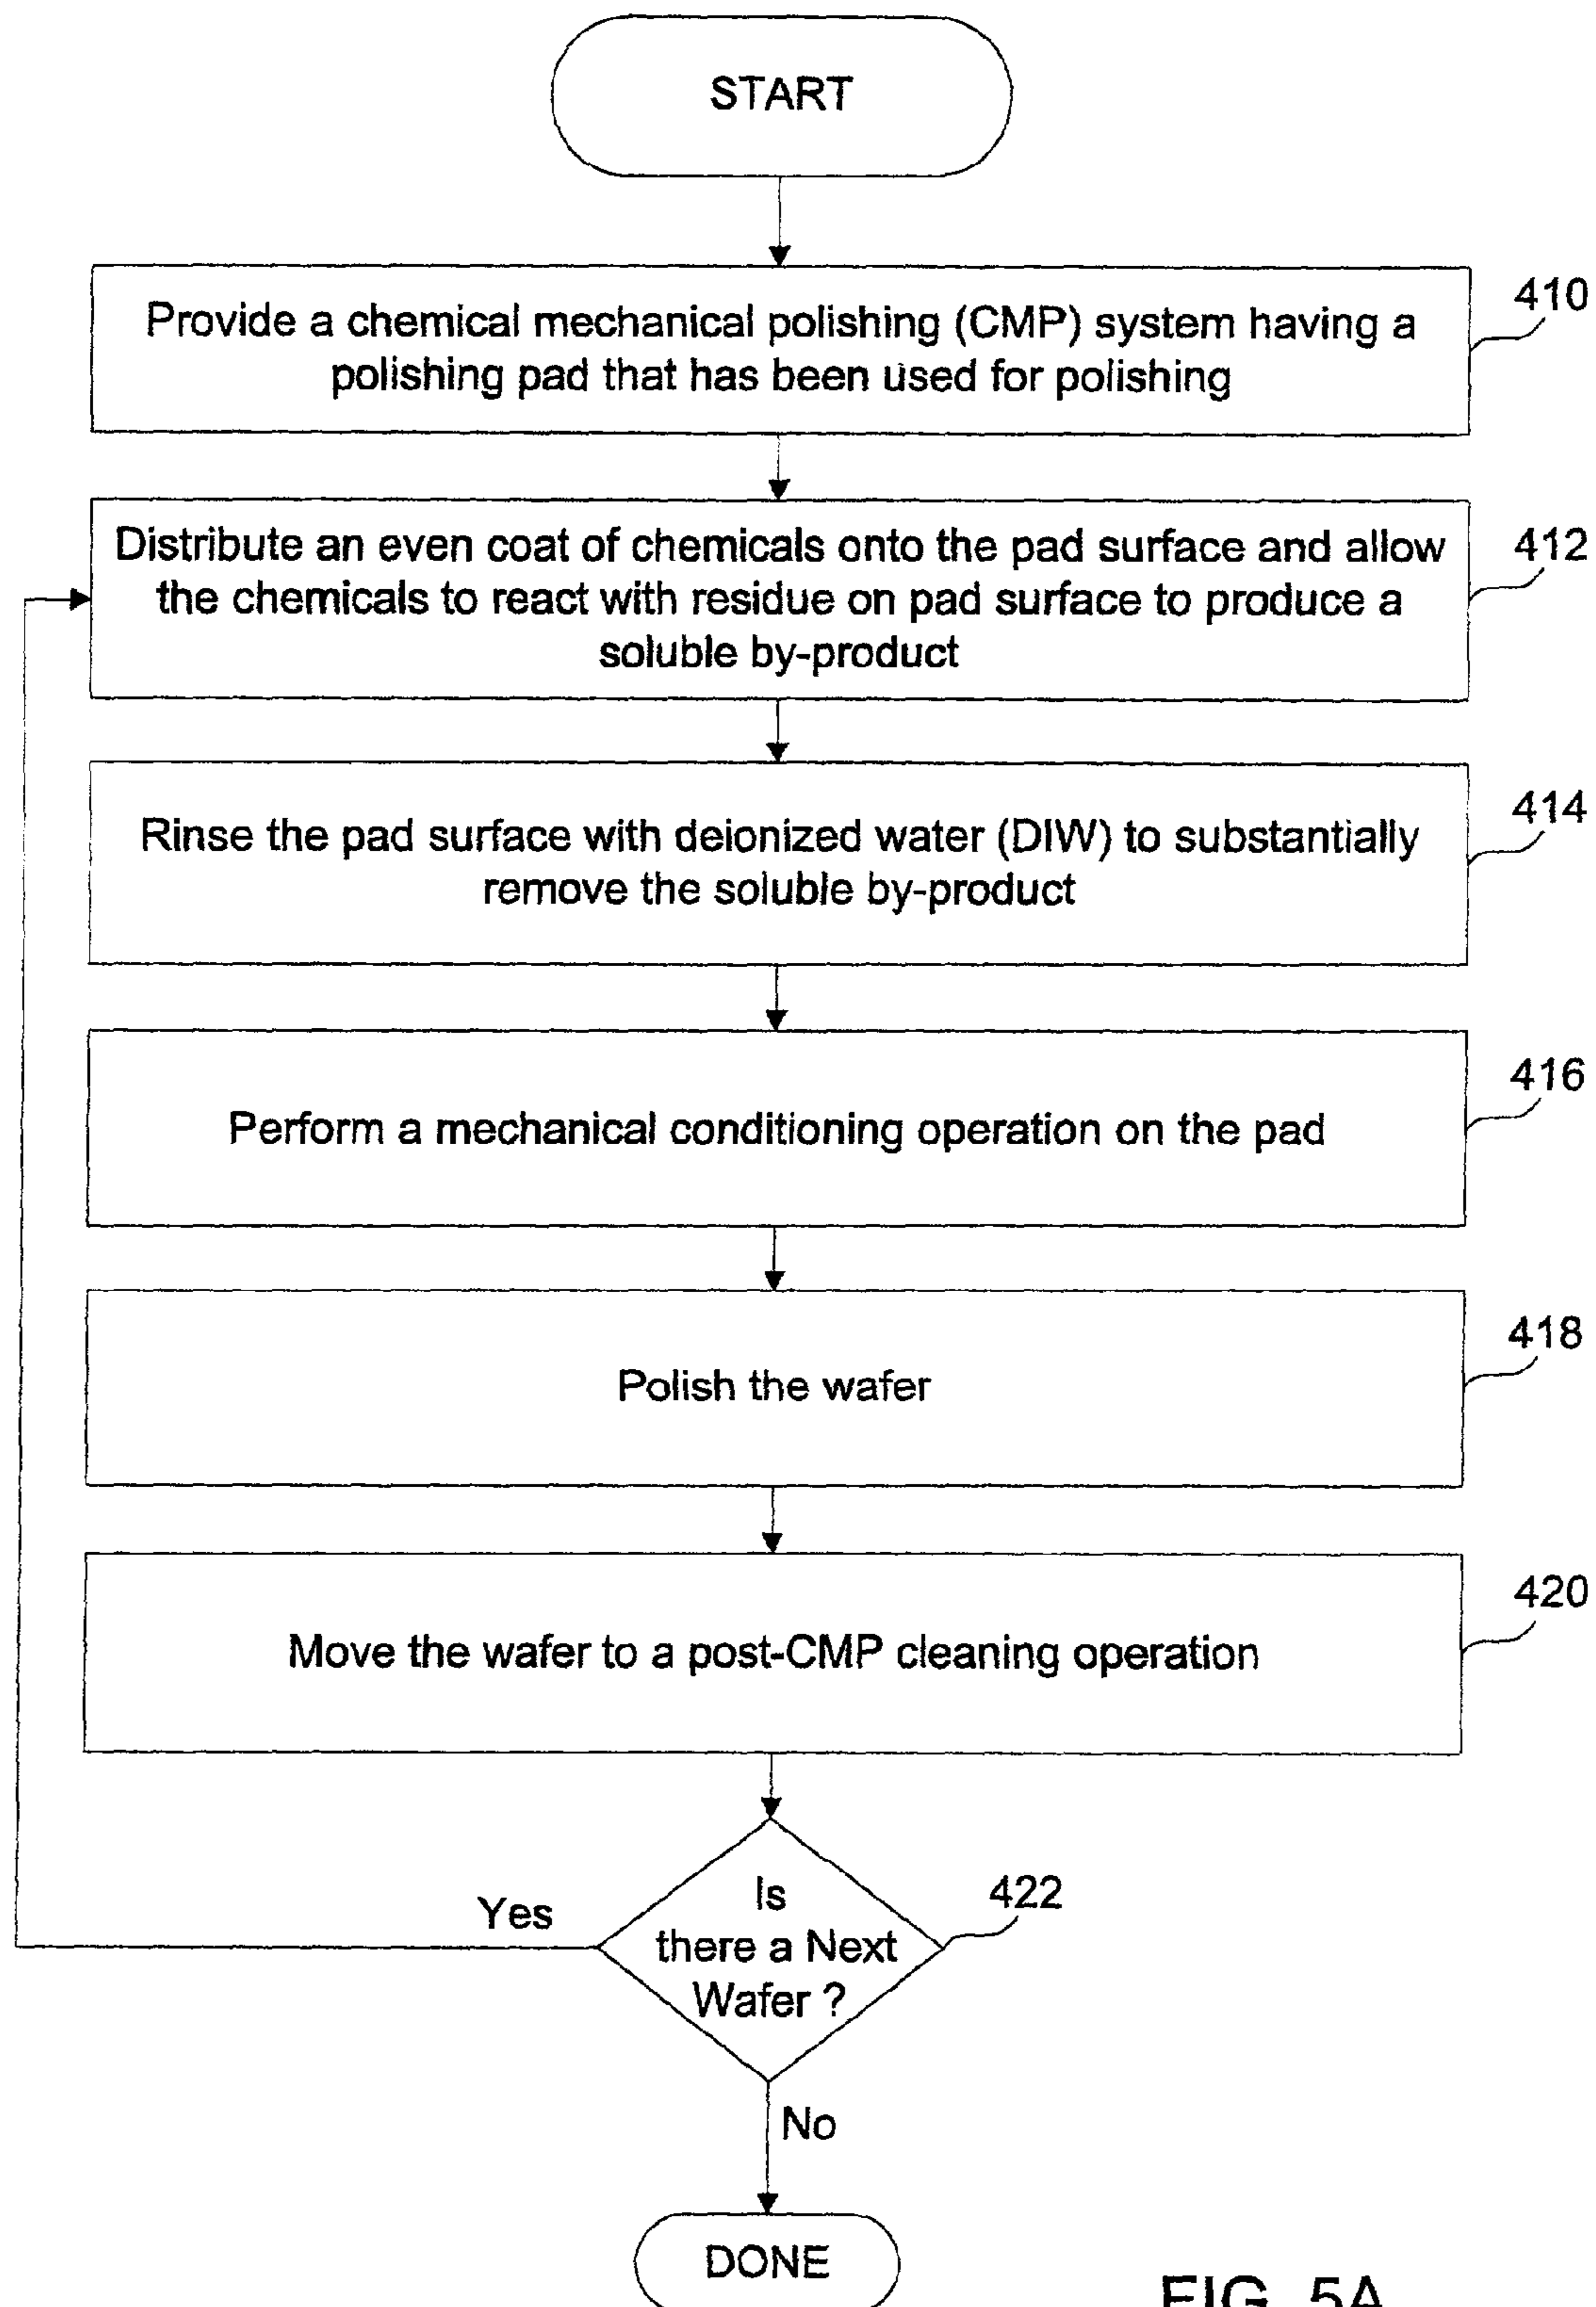 START
Provide a chemical mechanical polishing (CMP) system having a
polishing pad that has been used for polishing
410
Distribute an even coat of chemicals onto the pad surface and allow
the chemicals to react with residue on pad surface to produce a
soluble by-product
412
Rinse the pad surface with deionized water (DIW) to substantially
remove the soluble by-product
414
Perform a mechanical conditioning operation on the pad
416
Polish the wafer
418
Move the wafer to a post-CMP cleaning operation
420
Is
there a Next
Wafer ?
422
Yes
No
DONE
FIG. 5A